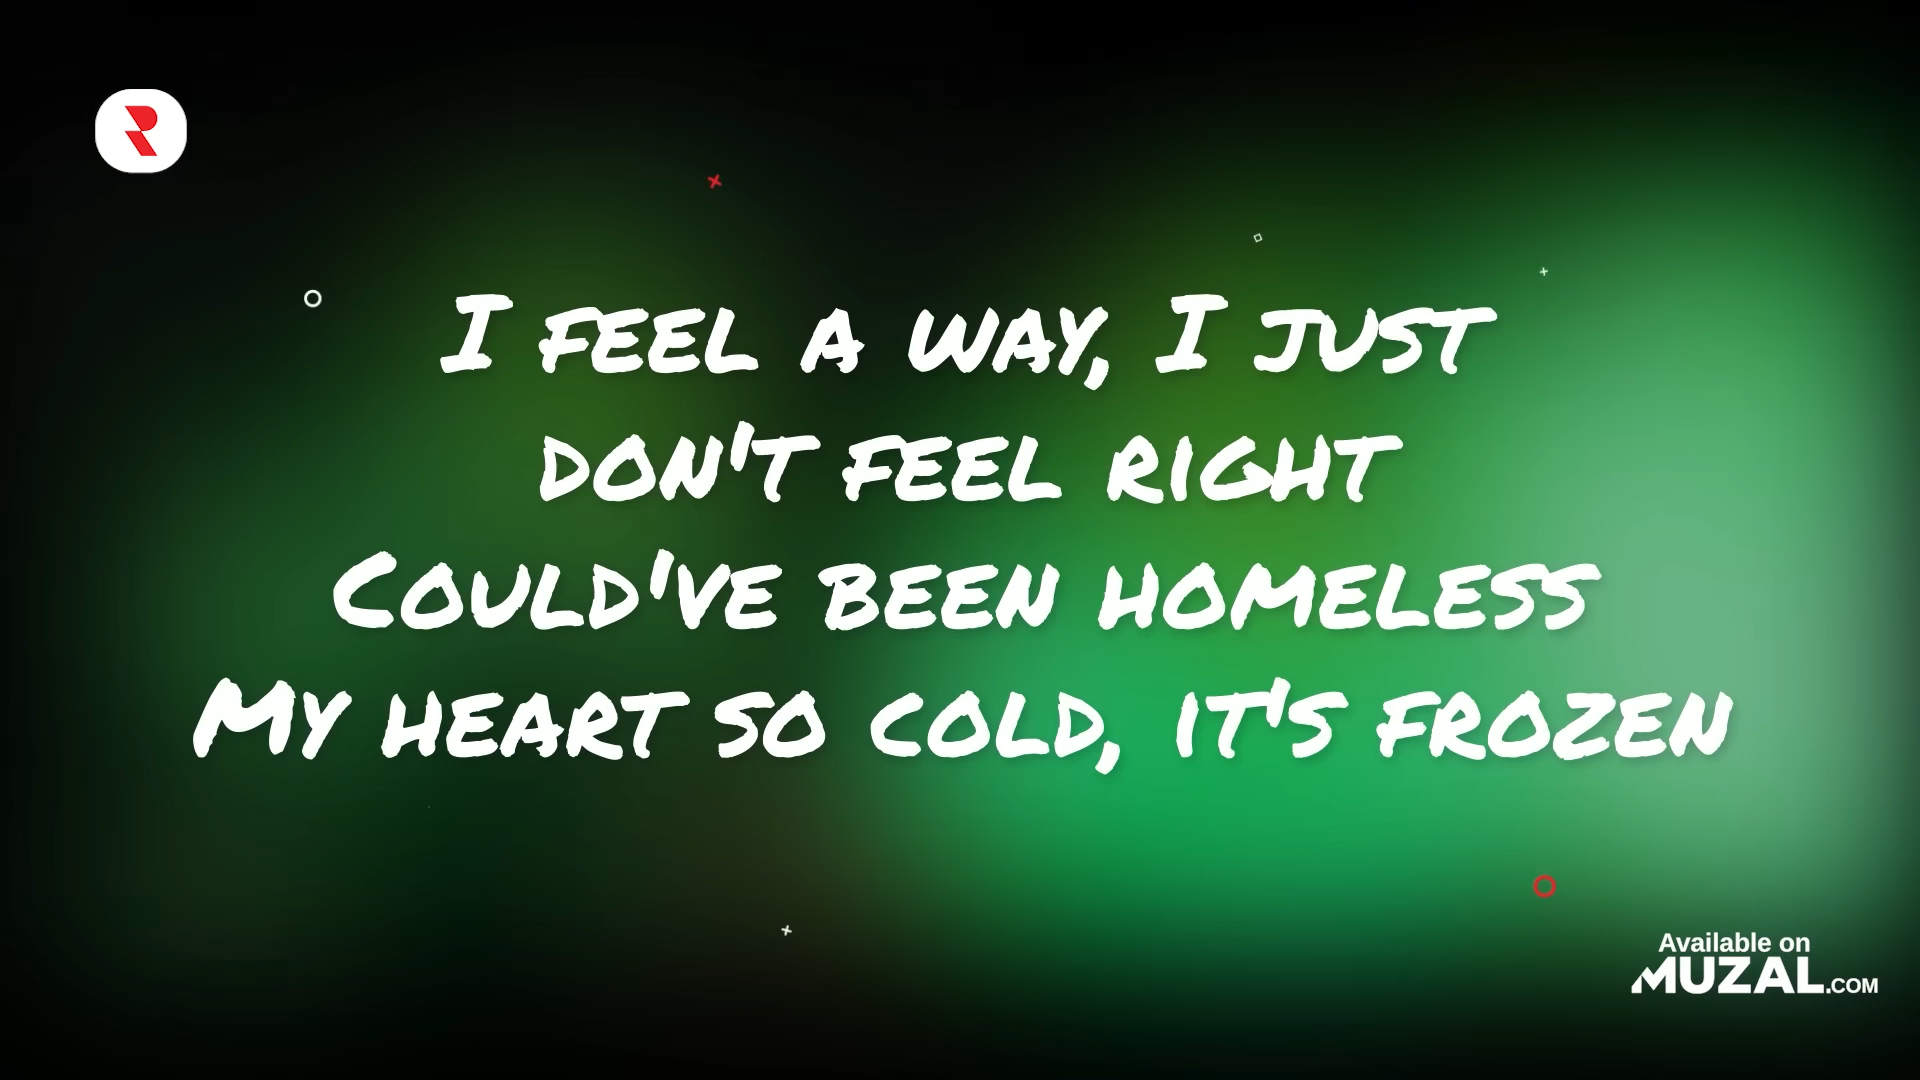 R
I FEEL A WAY, I JUST
DON'T FEEL RIGHT
COULD'VE BEEN HOMELESS
MY HEART SO COLD, IT'S FROZEN
Available on
MUZAL.COM